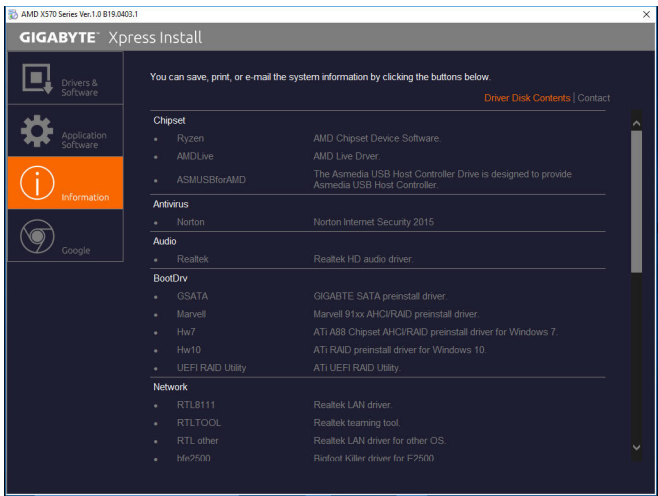 AMD X570 Series Ver.1.0 B19.0403.1
GIGABYTE™ Xpress Install
Drivers &
Software
Application
Software
Information
Google
You can save, print, or e-mail the system information by clicking the buttons below.
Driver Disk Contents | Contact
Chipset
• Ryzen AMD Chipset Device Software.
• AMDLive AMD Live Drver.
• ASMUSBforAMD The Asmedia USB Host Controller Drive is designed to provide
Asmedia USB Host Controller.
Antivirus
• Norton Norton Internet Security 2015
Audio
• Realtek Realtek HD audio driver.
BootDrv
• GSATA GIGABTE SATA preinstall driver.
• Marvell Marvell 91xx AHCI/RAID preinstall driver.
• Hw7 ATi A88 Chipset AHCI/RAID preinstall driver for Windows 7.
• Hw10 ATi RAID preinstall driver for Windows 10.
• UEFI RAID Utility ATi UEFI RAID Utility.
Network
• RTL8111 Realtek LAN driver.
• RTLTOOL Realtek teaming tool.
• RTL other Realtek LAN driver for other OS.
• bfe2500 Bigfoot Killer driver for E2500